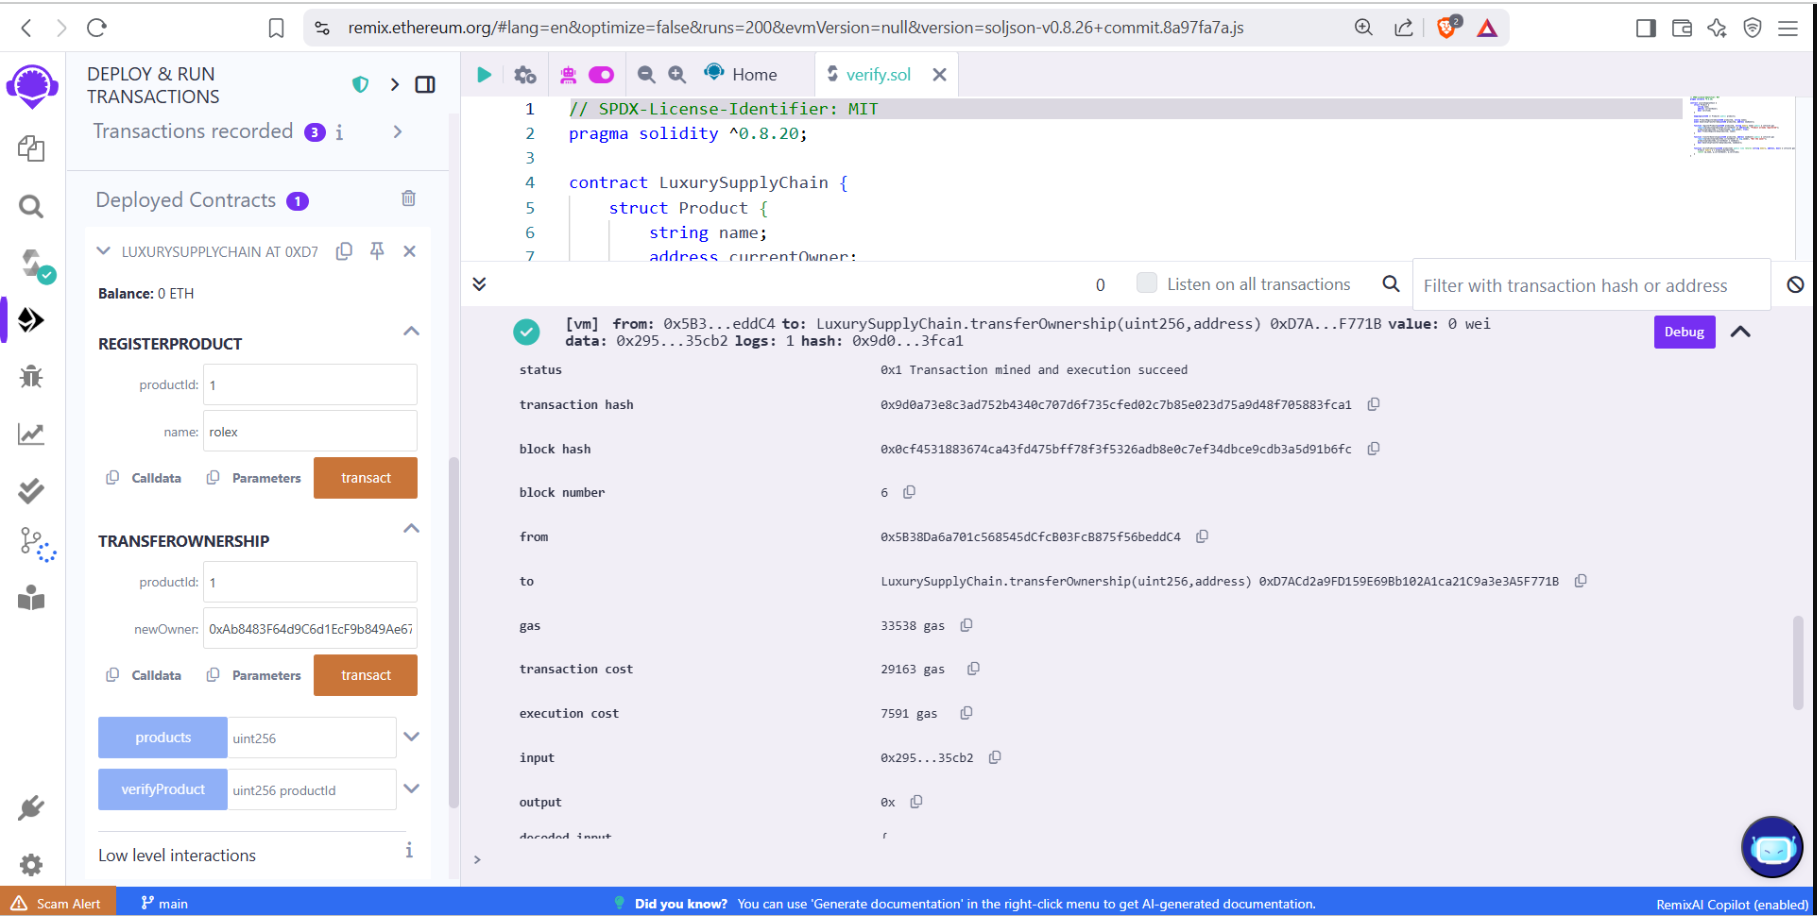 remix.ethereum.org/#lang=en&optimize=false&runs=200&evmVersion=null&version=soljson-v0.8.26+commit.8a97fa7a.js
2
DEPLOY & RUN
TRANSACTIONS
Transactions recorded 3 i
Deployed Contracts 1
LUXURYSUPPLYCHAIN AT 0XD7
Balance: 0 ETH
REGISTERPRODUCT
productId: 1
name: rolex
Calldata Parameters transact
TRANSFEROWNERSHIP
productId: 1
newOwner: 0xAb8483F64d9C6d1EcF9b849Ae67
Calldata Parameters transact
products uint256
verifyProduct uint256 productId
Low level interactions i
Home verify.sol
1 // SPDX-License-Identifier: MIT
2 pragma solidity ^0.8.20;
3
4 contract LuxurySupplyChain {
5 struct Product {
6 string name;
7 address currentOwner;
0 Listen on all transactions Filter with transaction hash or address
[vm] from: 0x5B3...eddC4 to: LuxurySupplyChain.transferOwnership(uint256,address) 0xD7A...F771B value: 0 wei
data: 0x295...35cb2 logs: 1 hash: 0x9d0...3fca1
Debug
status 0x1 Transaction mined and execution succeed
transaction hash 0x9d0a73e8c3ad752b4340c707d6f735cfed02c7b85e023d75a9d48f705883fca1
block hash 0x0cf4531883674ca43fd475bff78f3f5326adb8e0c7ef34dbce9cdb3a5d91b6fc
block number 6
from 0x5B38Da6a701c568545dCfcB03FcB875f56beddC4
to LuxurySupplyChain.transferOwnership(uint256,address) 0xD7ACd2a9FD159E69Bb102A1ca21C9a3e3A5F771B
gas 33538 gas
transaction cost 29163 gas
execution cost 7591 gas
input 0x295...35cb2
output 0x
decoded input {
>
Scam Alert main Did you know? You can use 'Generate documentation' in the right-click menu to get AI-generated documentation. RemixAI Copilot (enabled)